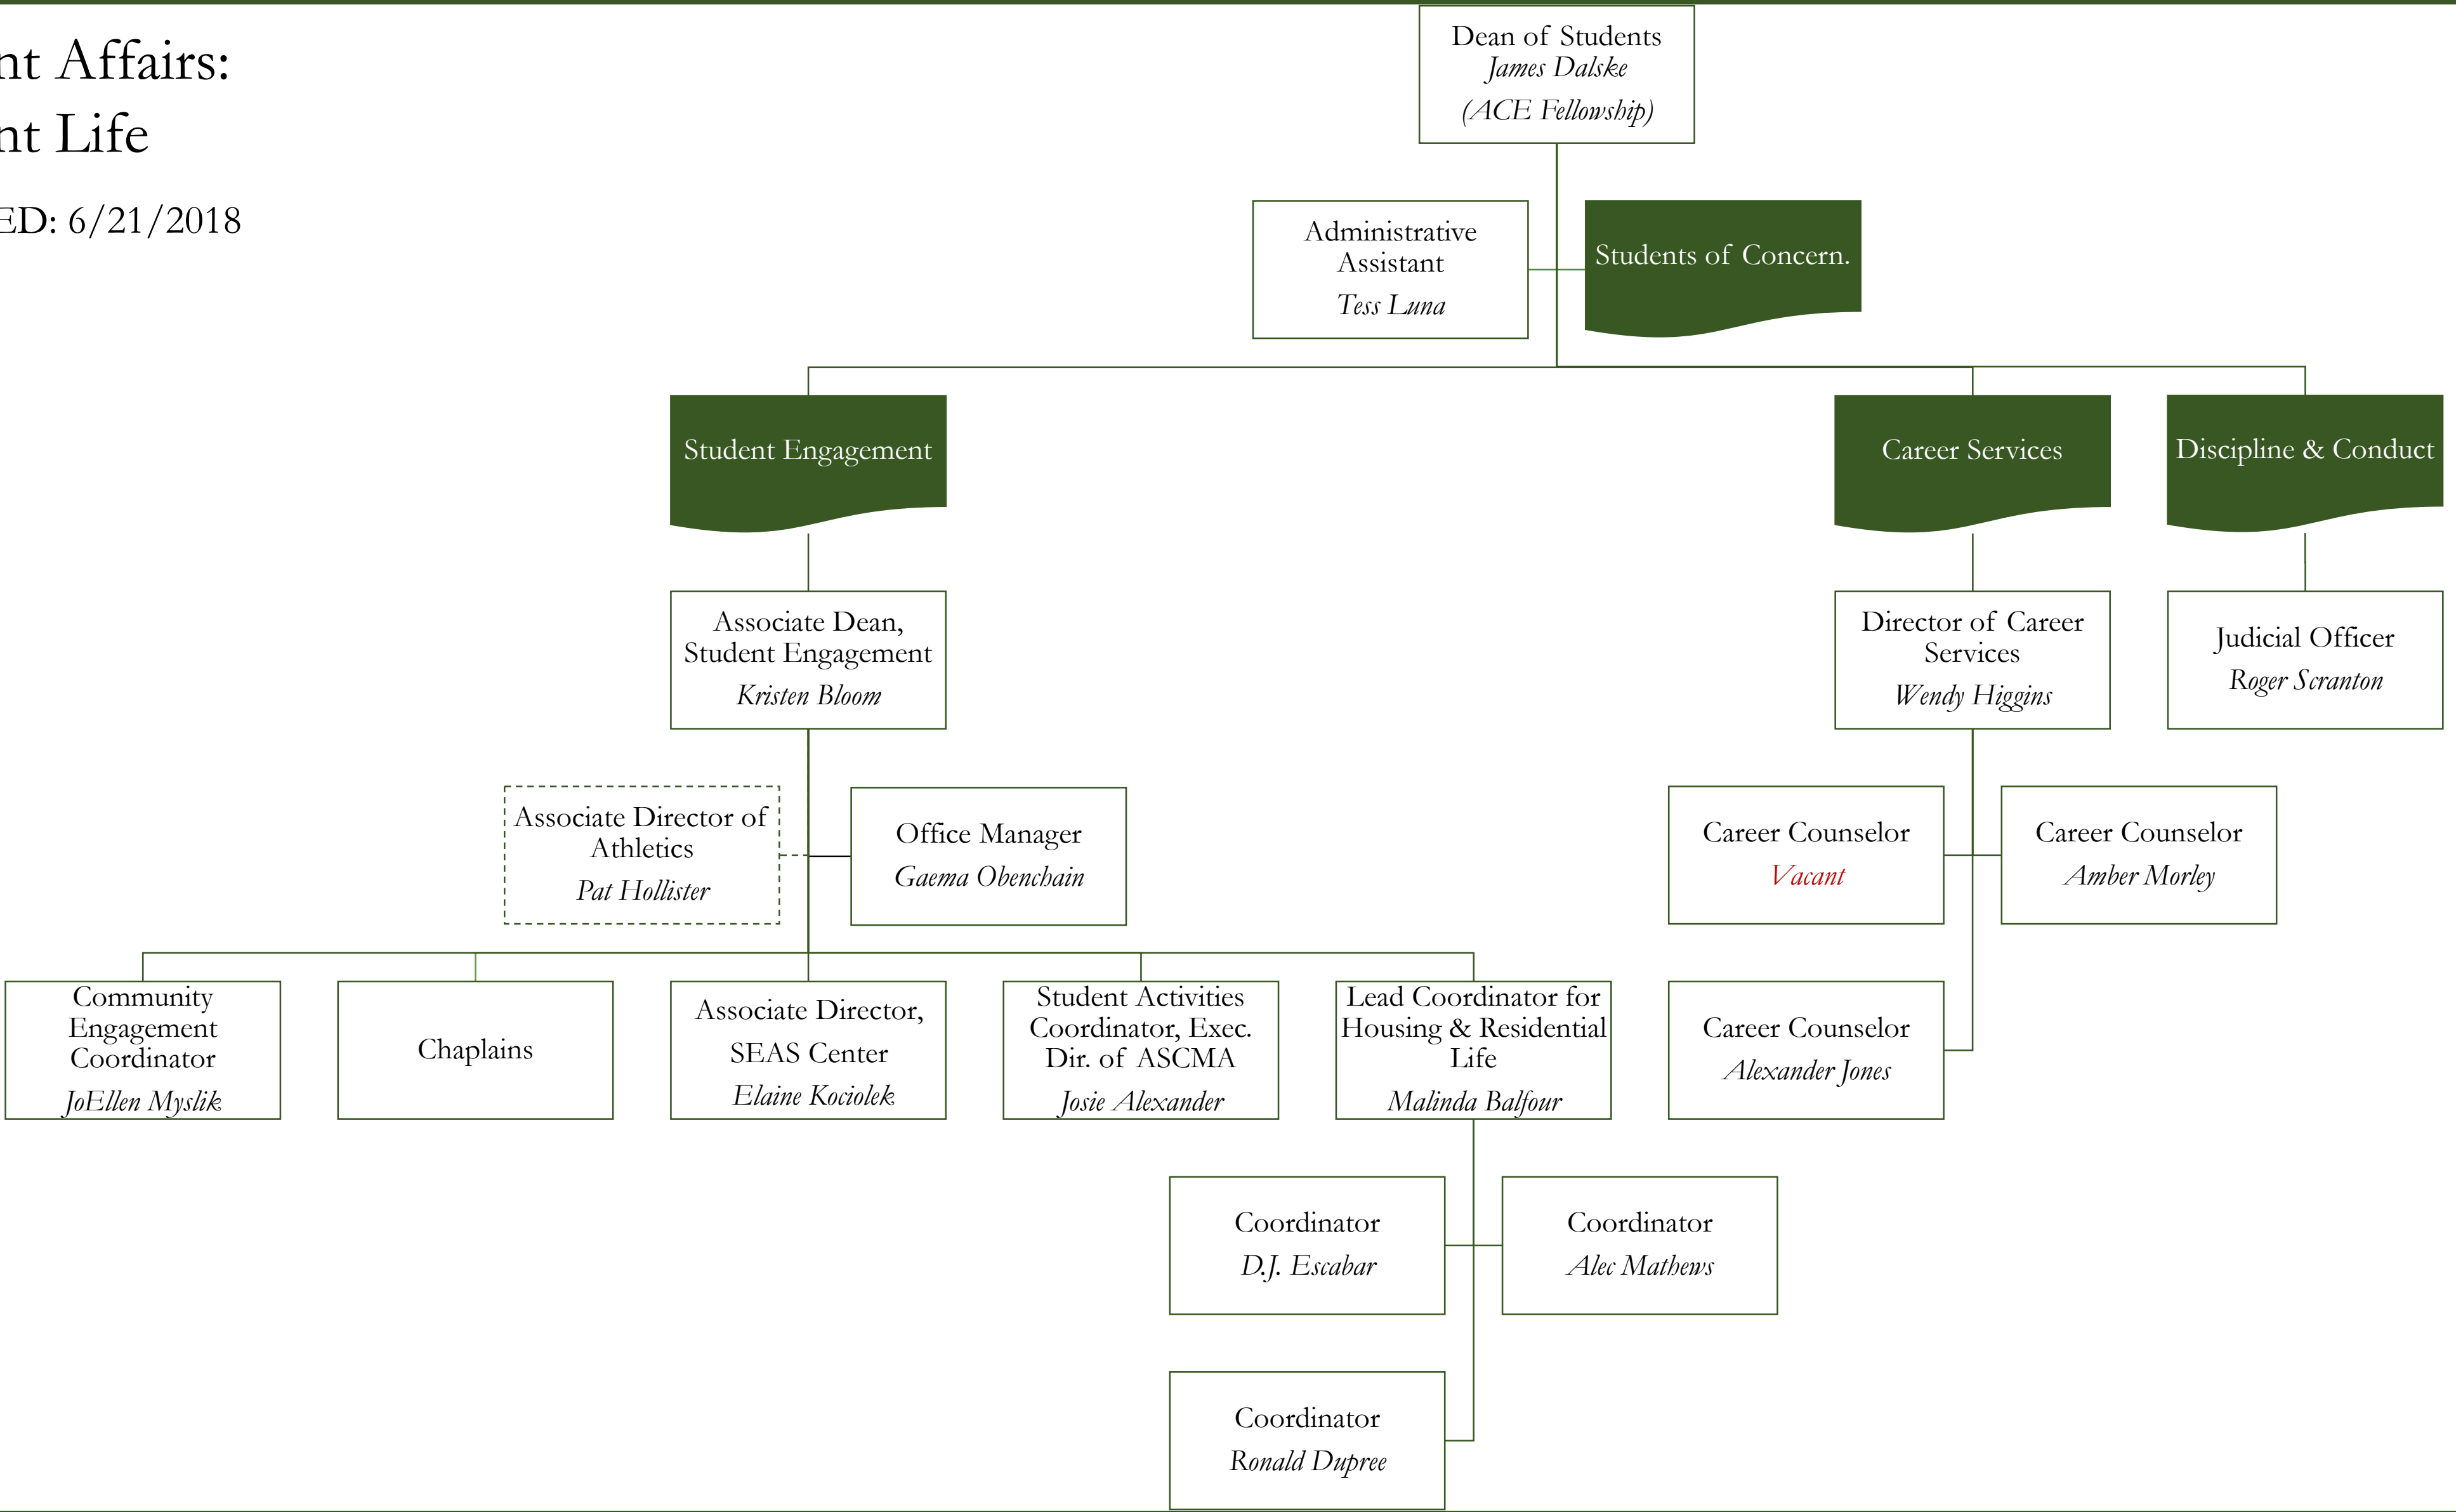 nt Affairs:
nt Life
ED: 6/21/2018
Dean of Students
James Dalske
(ACE Fellowship)
Administrative
Assistant
Tess Luna
Students of Concern.
Student Engagement
Career Services
Discipline & Conduct
Associate Dean,
Student Engagement
Kristen Bloom
Director of Career
Services
Wendy Higgins
Judicial Officer
Roger Scranton
Associate Director of
Athletics
Pat Hollister
Office Manager
Gaema Obenchain
Career Counselor
Vacant
Career Counselor
Amber Morley
Community
Engagement
Coordinator
JoEllen Myslik
Chaplains
Associate Director,
SEAS Center
Elaine Kociolek
Student Activities
Coordinator, Exec.
Dir. of ASCMA
Josie Alexander
Lead Coordinator for
Housing & Residential
Life
Malinda Balfour
Career Counselor
Alexander Jones
Coordinator
D.J. Escabar
Coordinator
Alec Mathews
Coordinator
Ronald Dupree